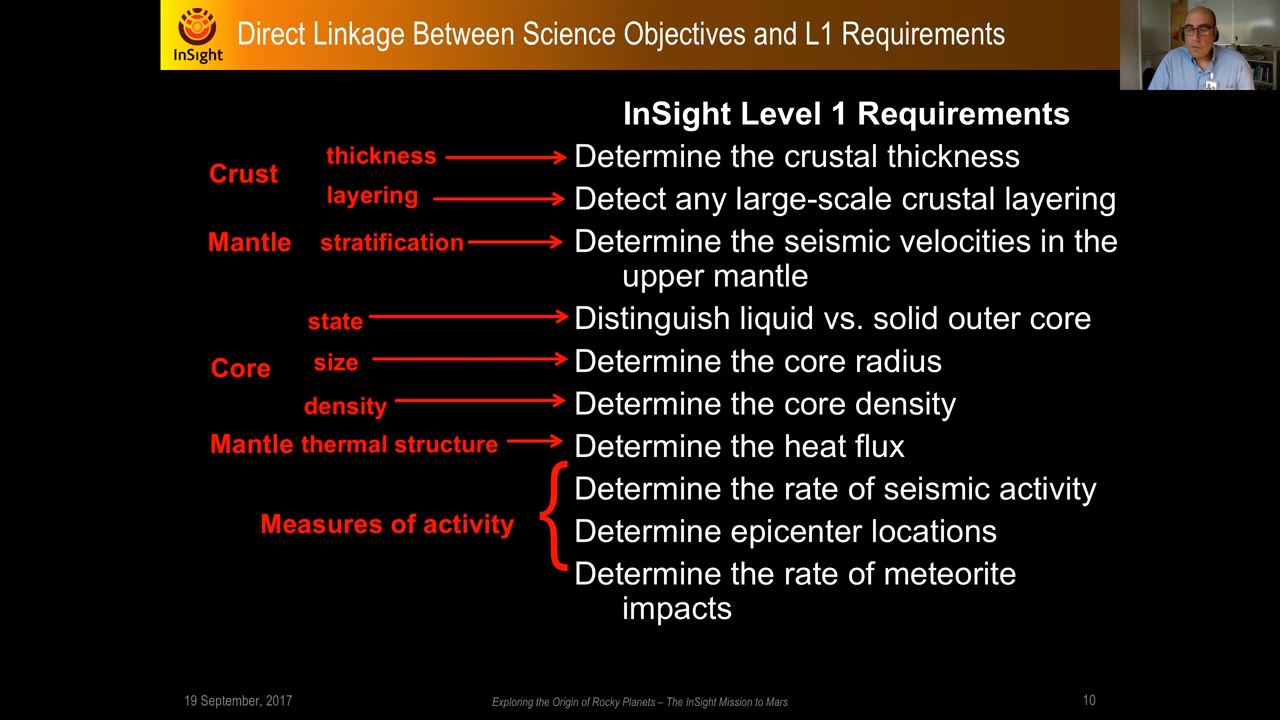 InSight
Direct Linkage Between Science Objectives and L1 Requirements
InSight Level 1 Requirements
Crust
thickness
Determine the crustal thickness
layering
Detect any large-scale crustal layering
Mantle
stratification
Determine the seismic velocities in the
upper mantle
Core
state
Distinguish liquid vs. solid outer core
size
Determine the core radius
density
Determine the core density
Mantle thermal structure
Determine the heat flux
Measures of activity
Determine the rate of seismic activity
Determine epicenter locations
Determine the rate of meteorite
impacts
19 September, 2017
Exploring the Origin of Rocky Planets – The InSight Mission to Mars
10